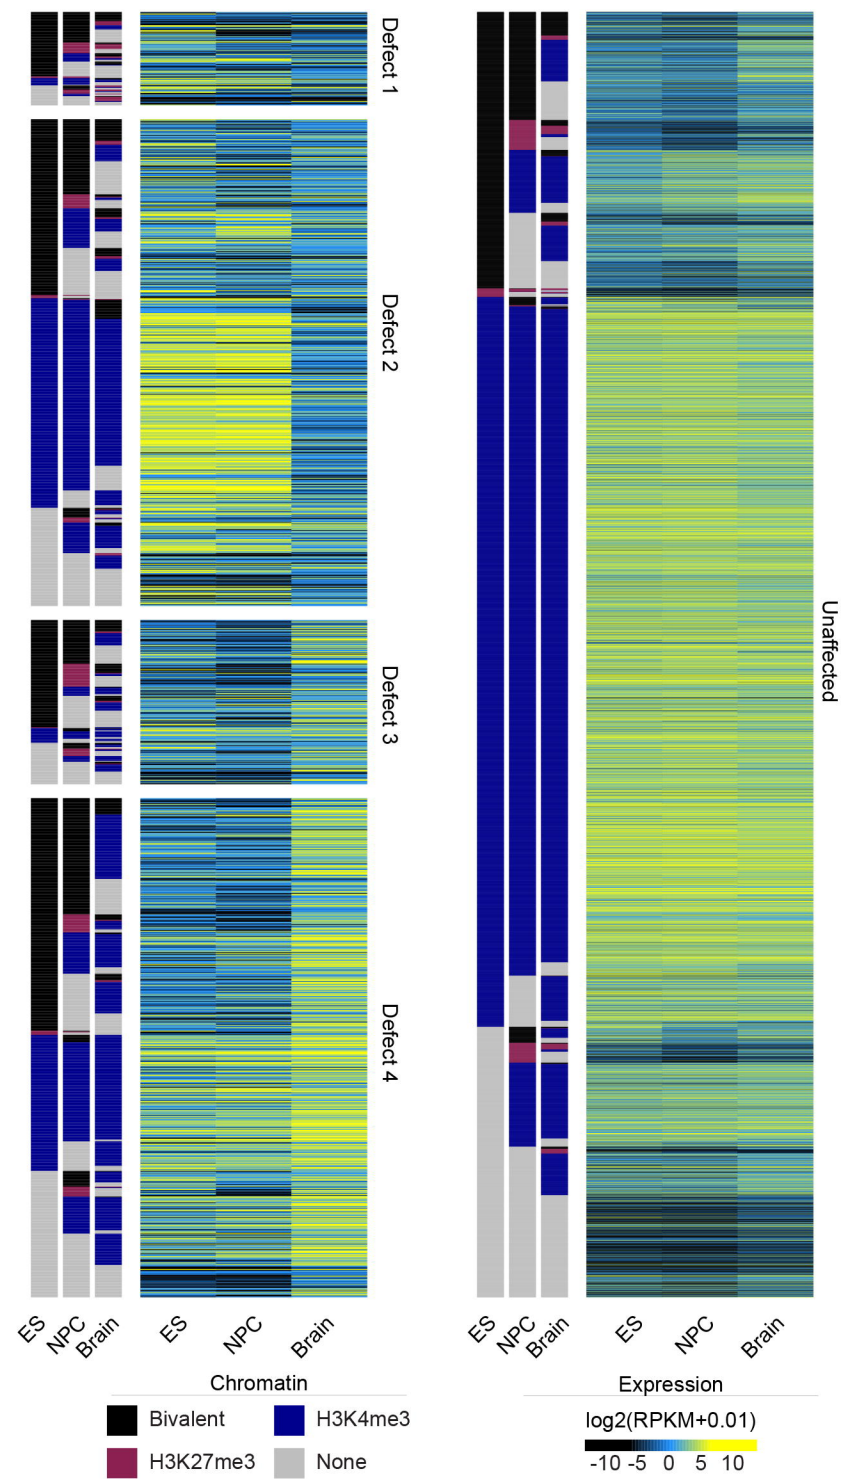 Defect 1
Defect 2
Defect 3
Defect 4
Unaffected
ES
NPC
Brain
ES
NPC
Brain
ES
NPC
Brain
ES
NPC
Brain
Chromatin
Bivalent
H3K4me3
H3K27me3
None
Expression
log2(RPKM+0.01)
-10 -5 0 5 10